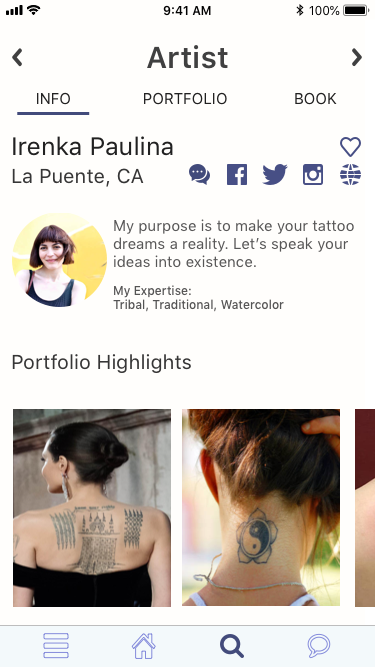 9:41 AM
100%
Artist
INFO
PORTFOLIO
BOOK
Irenka Paulina
La Puente, CA
My purpose is to make your tattoo
dreams a reality. Let’s speak your
ideas into existence.
My Expertise:
Tribal, Traditional, Watercolor
Portfolio Highlights